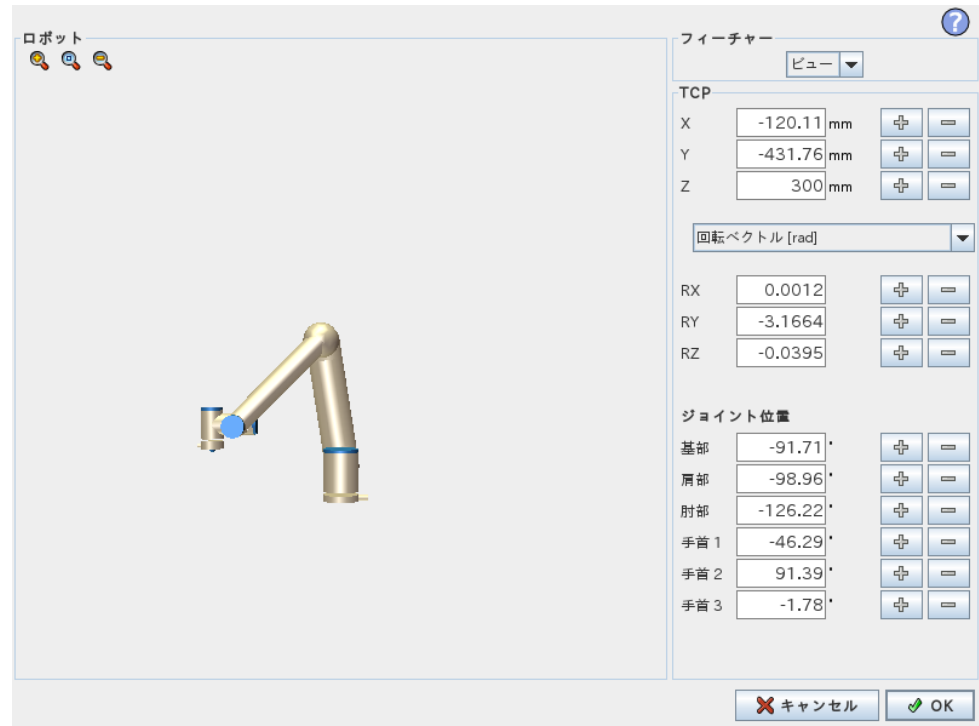 ロボット
フィーチャー
ビュー
TCP
X -120.11 mm
Y -431.76 mm
Z 300 mm
回転ベクトル [rad]
RX 0.0012
RY -3.1664
RZ -0.0395
ジョイント位置
基部 -91.71 °
肩部 -98.96 °
肘部 -126.22 °
手首 1 -46.29 °
手首 2 91.39 °
手首 3 -1.78 °
キャンセル OK